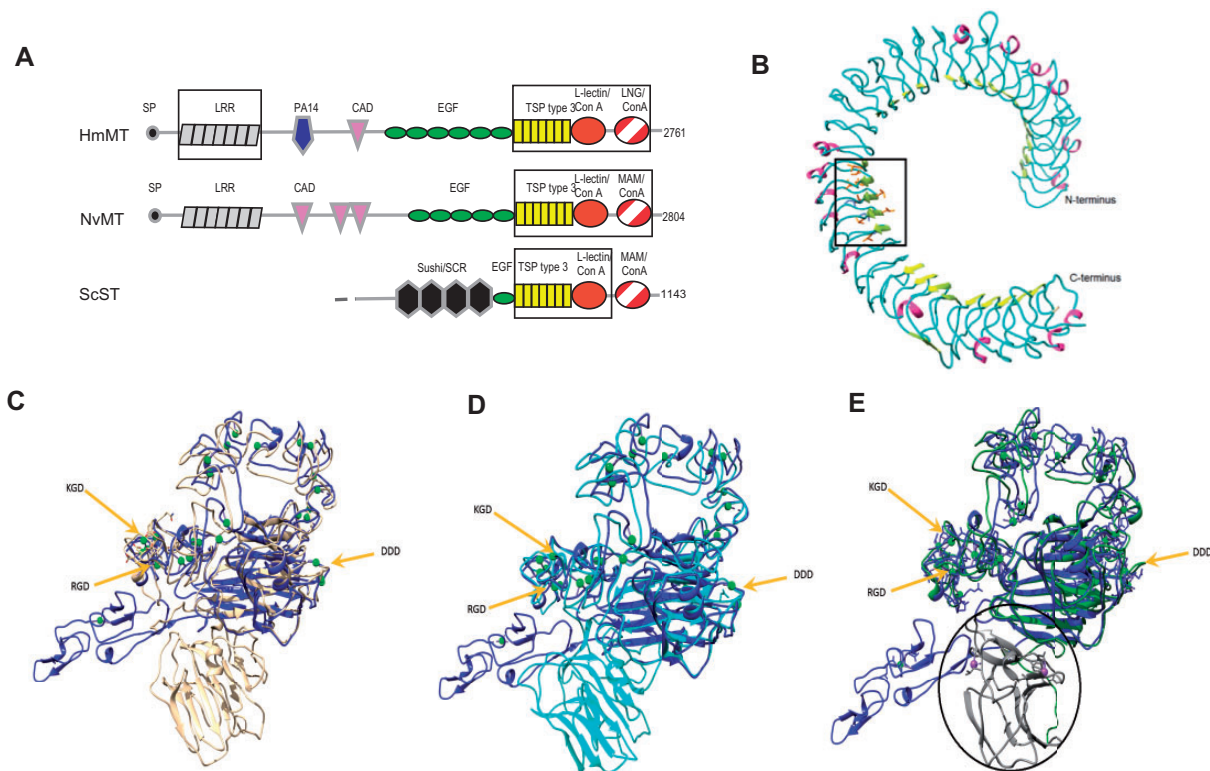 A
L-lectin/ LNG/
SP LRR PA14 CAD EGF TSP type 3 Con A ConA
HmMT 2761
L-lectin/ MAM/
SP LRR CAD EGF TSP type 3 Con A ConA
NvMT 2804
L-lectin/ MAM/
Sushi/SCR EGF TSP type 3 Con A ConA
ScST 1143
B
N-terminus
C-terminus
C
KGD
DDD
RGD
D
KGD
DDD
RGD
E
KGD
DDD
RGD